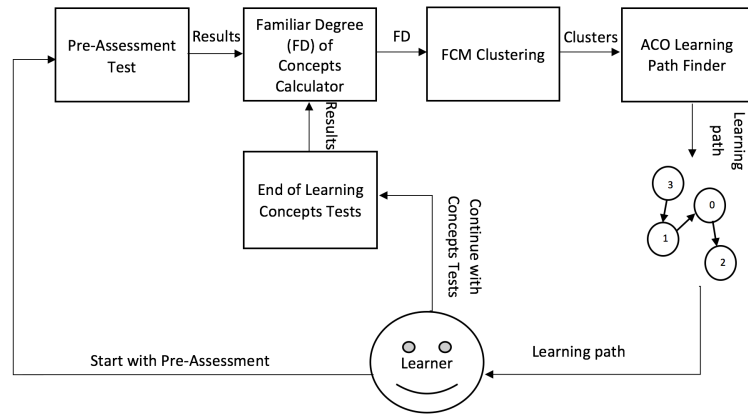 Pre-Assessment
Test
Results
Familiar Degree
(FD) of
Concepts
Calculator
FD
FCM Clustering
Clusters
ACO Learning
Path Finder
Learning
path
Results
End of Learning
Concepts Tests
Continue with
Concepts Tests
3
0
1
2
Start with Pre-Assessment
Learner
Learning path